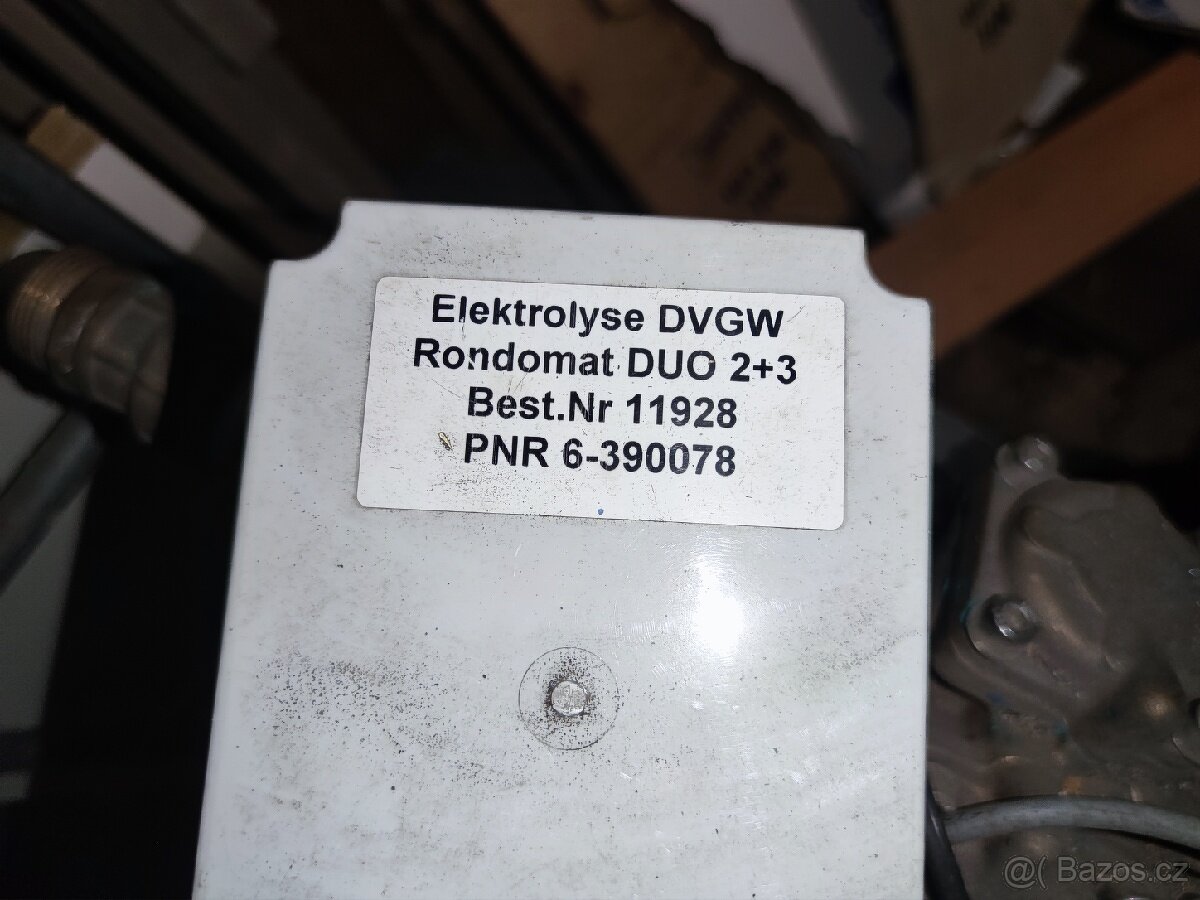 Elektrolyse DVGW
Rondomat DUO 2+3
Best.Nr 11928
PNR 6-390078
@( Bazos.cz